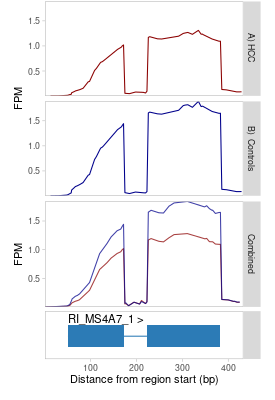 1.5
1.0
0.5
A) HCC
FPM
1.5
1.0
0.5
B) Controls
1.5
1.0
0.5
FPM
Combined
RI_MS4A7_1 >
100 200 300 400
Distance from region start (bp)